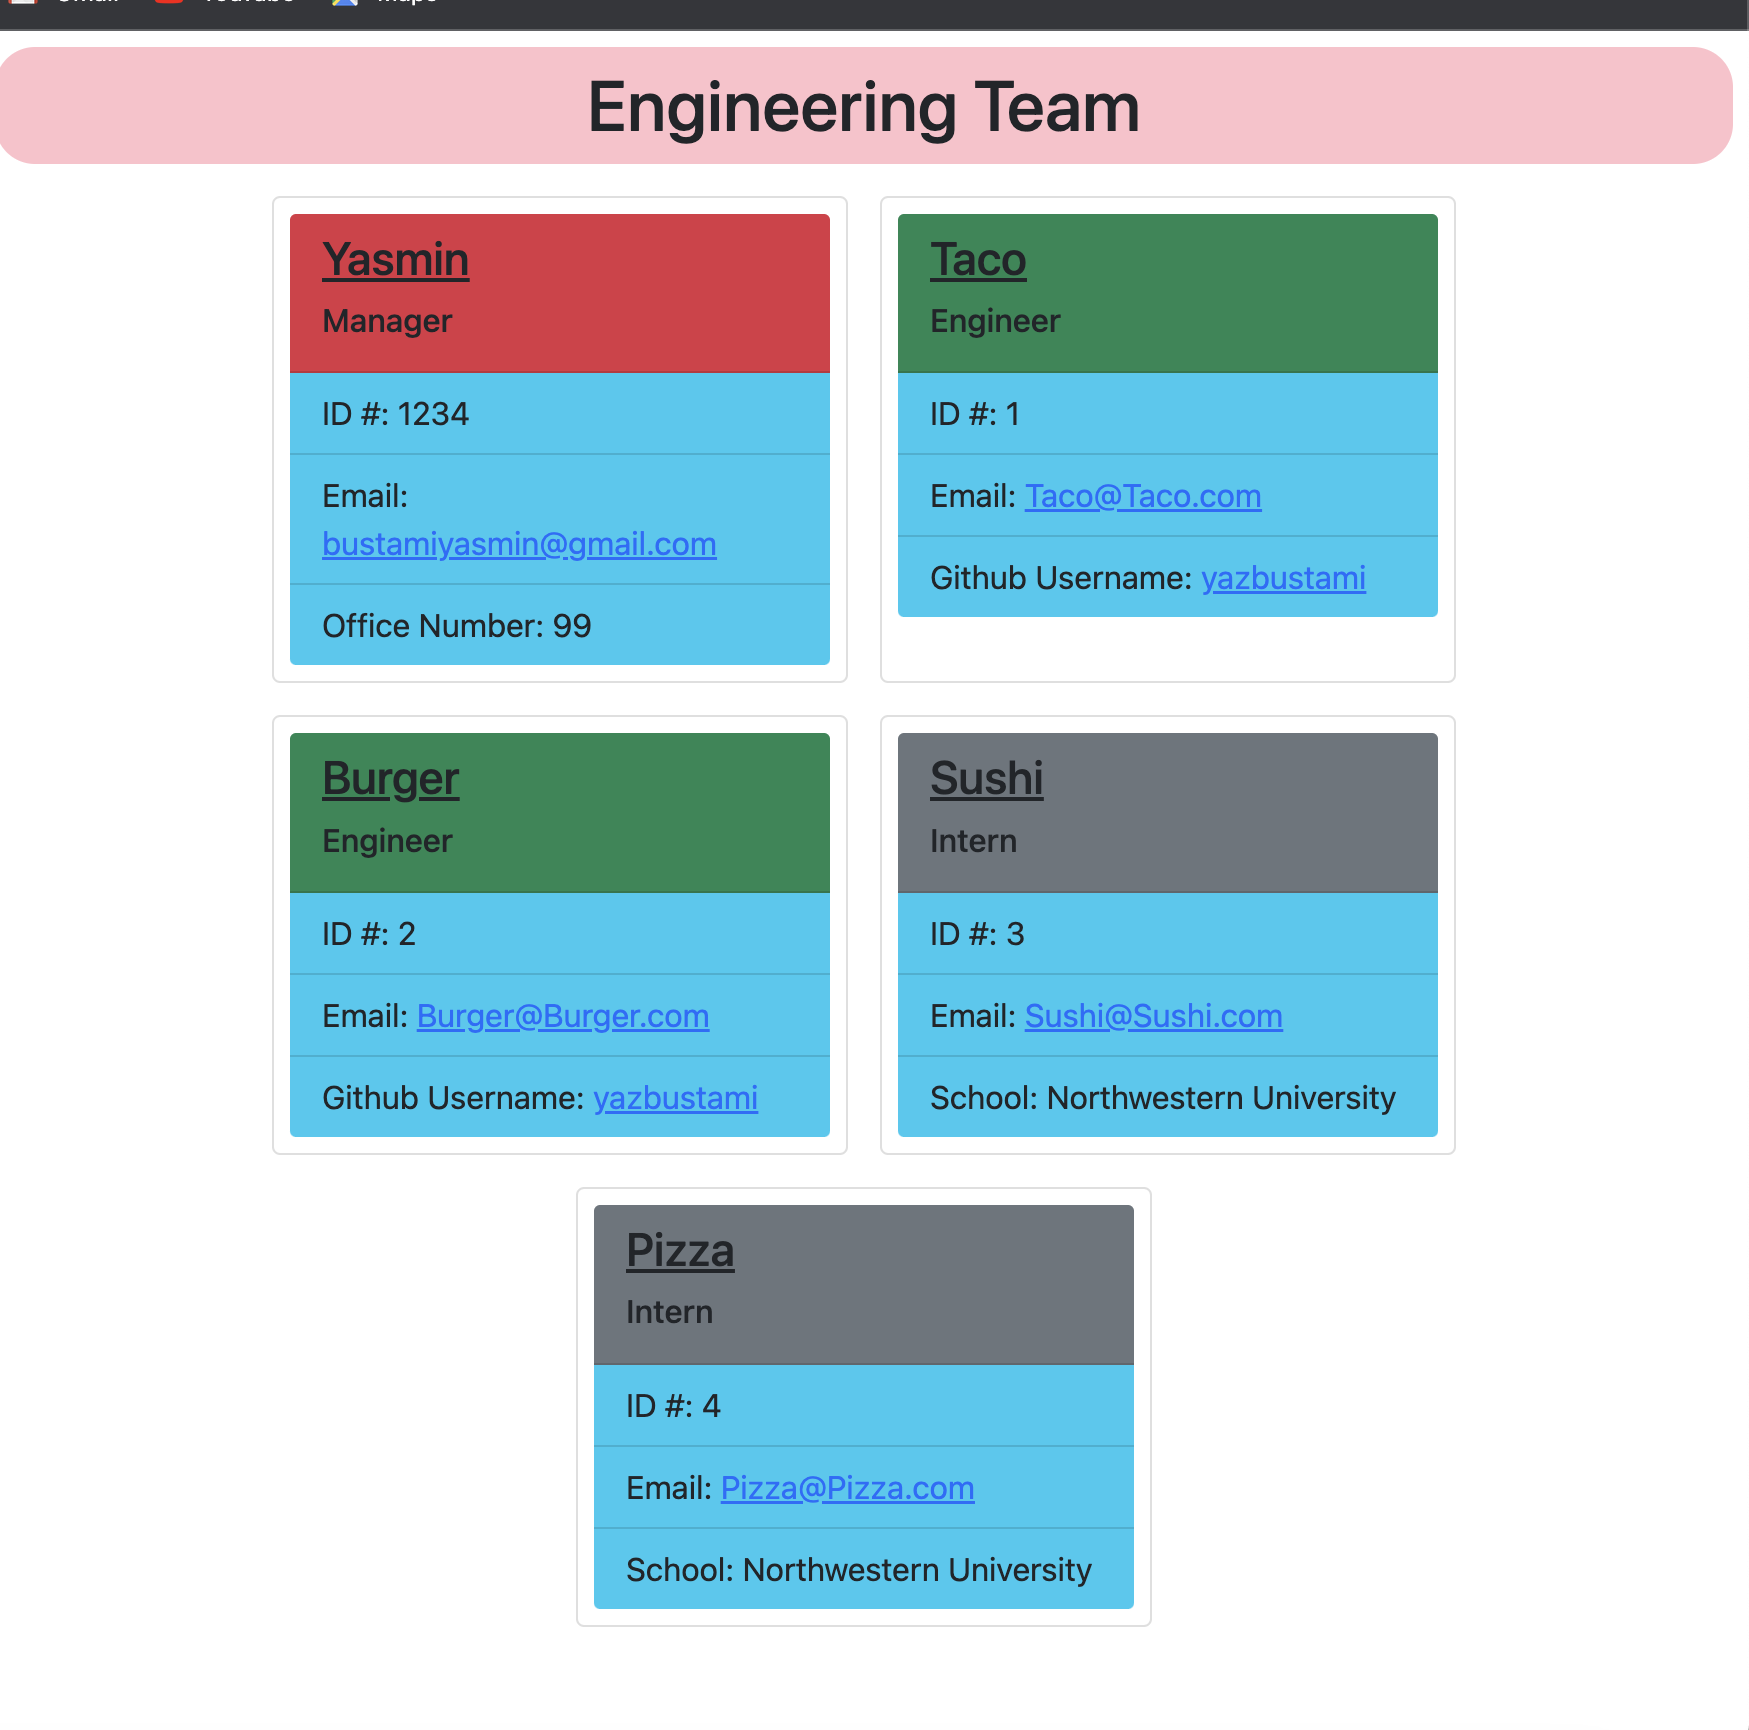 Engineering Team
Yasmin
Manager
ID #: 1234
Email:
bustamiyasmin@gmail.com
Office Number: 99
Taco
Engineer
ID #: 1
Email: Taco@Taco.com
Github Username: yazbustami
Burger
Engineer
ID #: 2
Email: Burger@Burger.com
Github Username: yazbustami
Sushi
Intern
ID #: 3
Email: Sushi@Sushi.com
School: Northwestern University
Pizza
Intern
ID #: 4
Email: Pizza@Pizza.com
School: Northwestern University